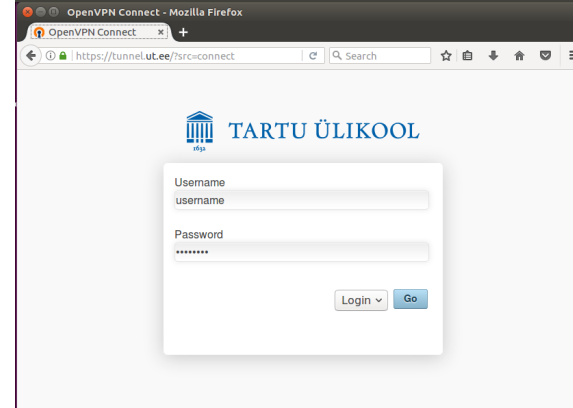 OpenVPN Connect - Mozilla Firefox
OpenVPN Connect
https://tunnel.ut.ee/?src=connect
Search
TARTU ÜLIKOOL
1632
Username
username
Password
••••••••
Login
Go